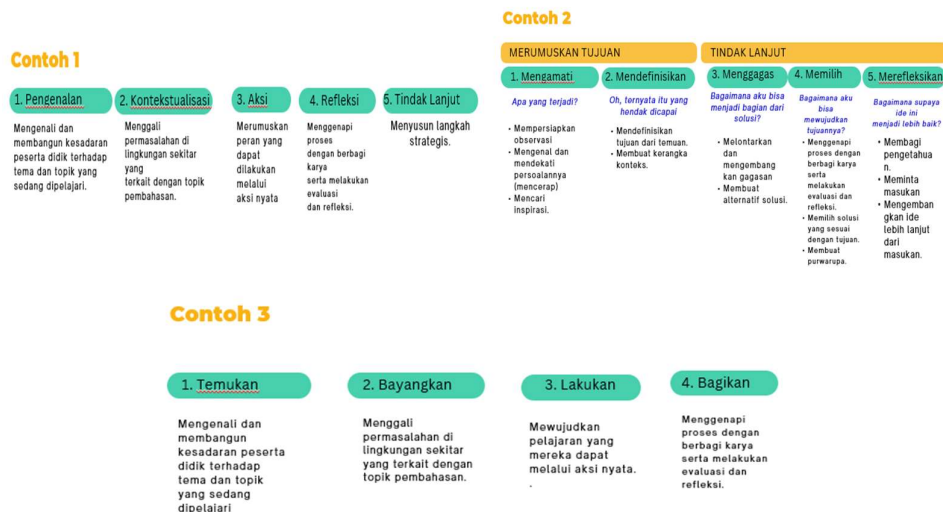 Contoh 1
1. Pengenalan
Mengenali dan
membangun kesadaran
peserta didik terhadap
tema dan topik yang
sedang dipelajari.
2. Kontekstualisasi
Menggali
permasalahan di
lingkungan sekitar
yang
terkait dengan topik
pembahasan.
3. Aksi
Merumuskan
peran yang
dapat
dilakukan
melalui
aksi nyata
4. Refleksi
Menggenapi
proses
dengan berbagi
karya
serta melakukan
evaluasi
dan refleksi.
5. Tindak Lanjut
Menyusun langkah
strategis.
Contoh 2
MERUMUSKAN TUJUAN
1. Mengamati
Apa yang terjadi?
• Mempersiapkan
observasi
• Mengenal dan
mendekati
persoalannya
(mencerap)
• Mencari
inspirasi.
2. Mendefinisikan
Oh, ternyata itu yang
hendak dicapai
• Mendefinisikan
tujuan dari temuan.
• Membuat kerangka
konteks.
TINDAK LANJUT
3. Menggagas
Bagaimana aku bisa
menjadi bagian dari
solusi?
• Melontarkan
dan
mengembang
kan gagasan
• Membuat
alternatif solusi.
4. Memilih
Bagaimana aku
bisa
mewujudkan
tujuannya?
• Menggenapi
proses dengan
berbagi karya
serta
melakukan
evaluasi dan
refleksi.
• Memilih solusi
yang sesuai
dengan tujuan.
• Membuat
purwarupa.
5. Merefleksikan
Bagaimana supaya
ide ini
menjadi lebih baik?
• Membagi
pengetahua
n.
• Meminta
masukan
• Mengemban
gkan ide
lebih lanjut
dari
masukan.
Contoh 3
1. Temukan
Mengenali dan
membangun
kesadaran peserta
didik terhadap
tema dan topik
yang sedang
dipelajari
2. Bayangkan
Menggali
permasalahan di
lingkungan sekitar
yang terkait dengan
topik pembahasan.
3. Lakukan
Mewujudkan
pelajaran yang
mereka dapat
melalui aksi nyata.
.
4. Bagikan
Menggenapi
proses dengan
berbagi karya
serta melakukan
evaluasi dan
refleksi.